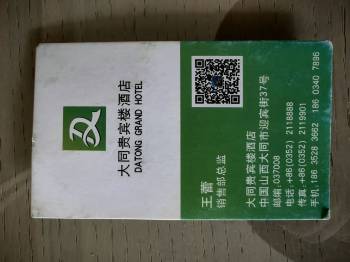 大同贵宾楼酒店
DATONG GRAND HOTEL
王蕾
销售部总监
大同贵宾楼酒店
中国山西大同市迎宾街37号
邮编.037008
电话.+86(0352) 2118888
传真.+86(0352) 2119901
手机.186 3528 3662 186 0340 7896